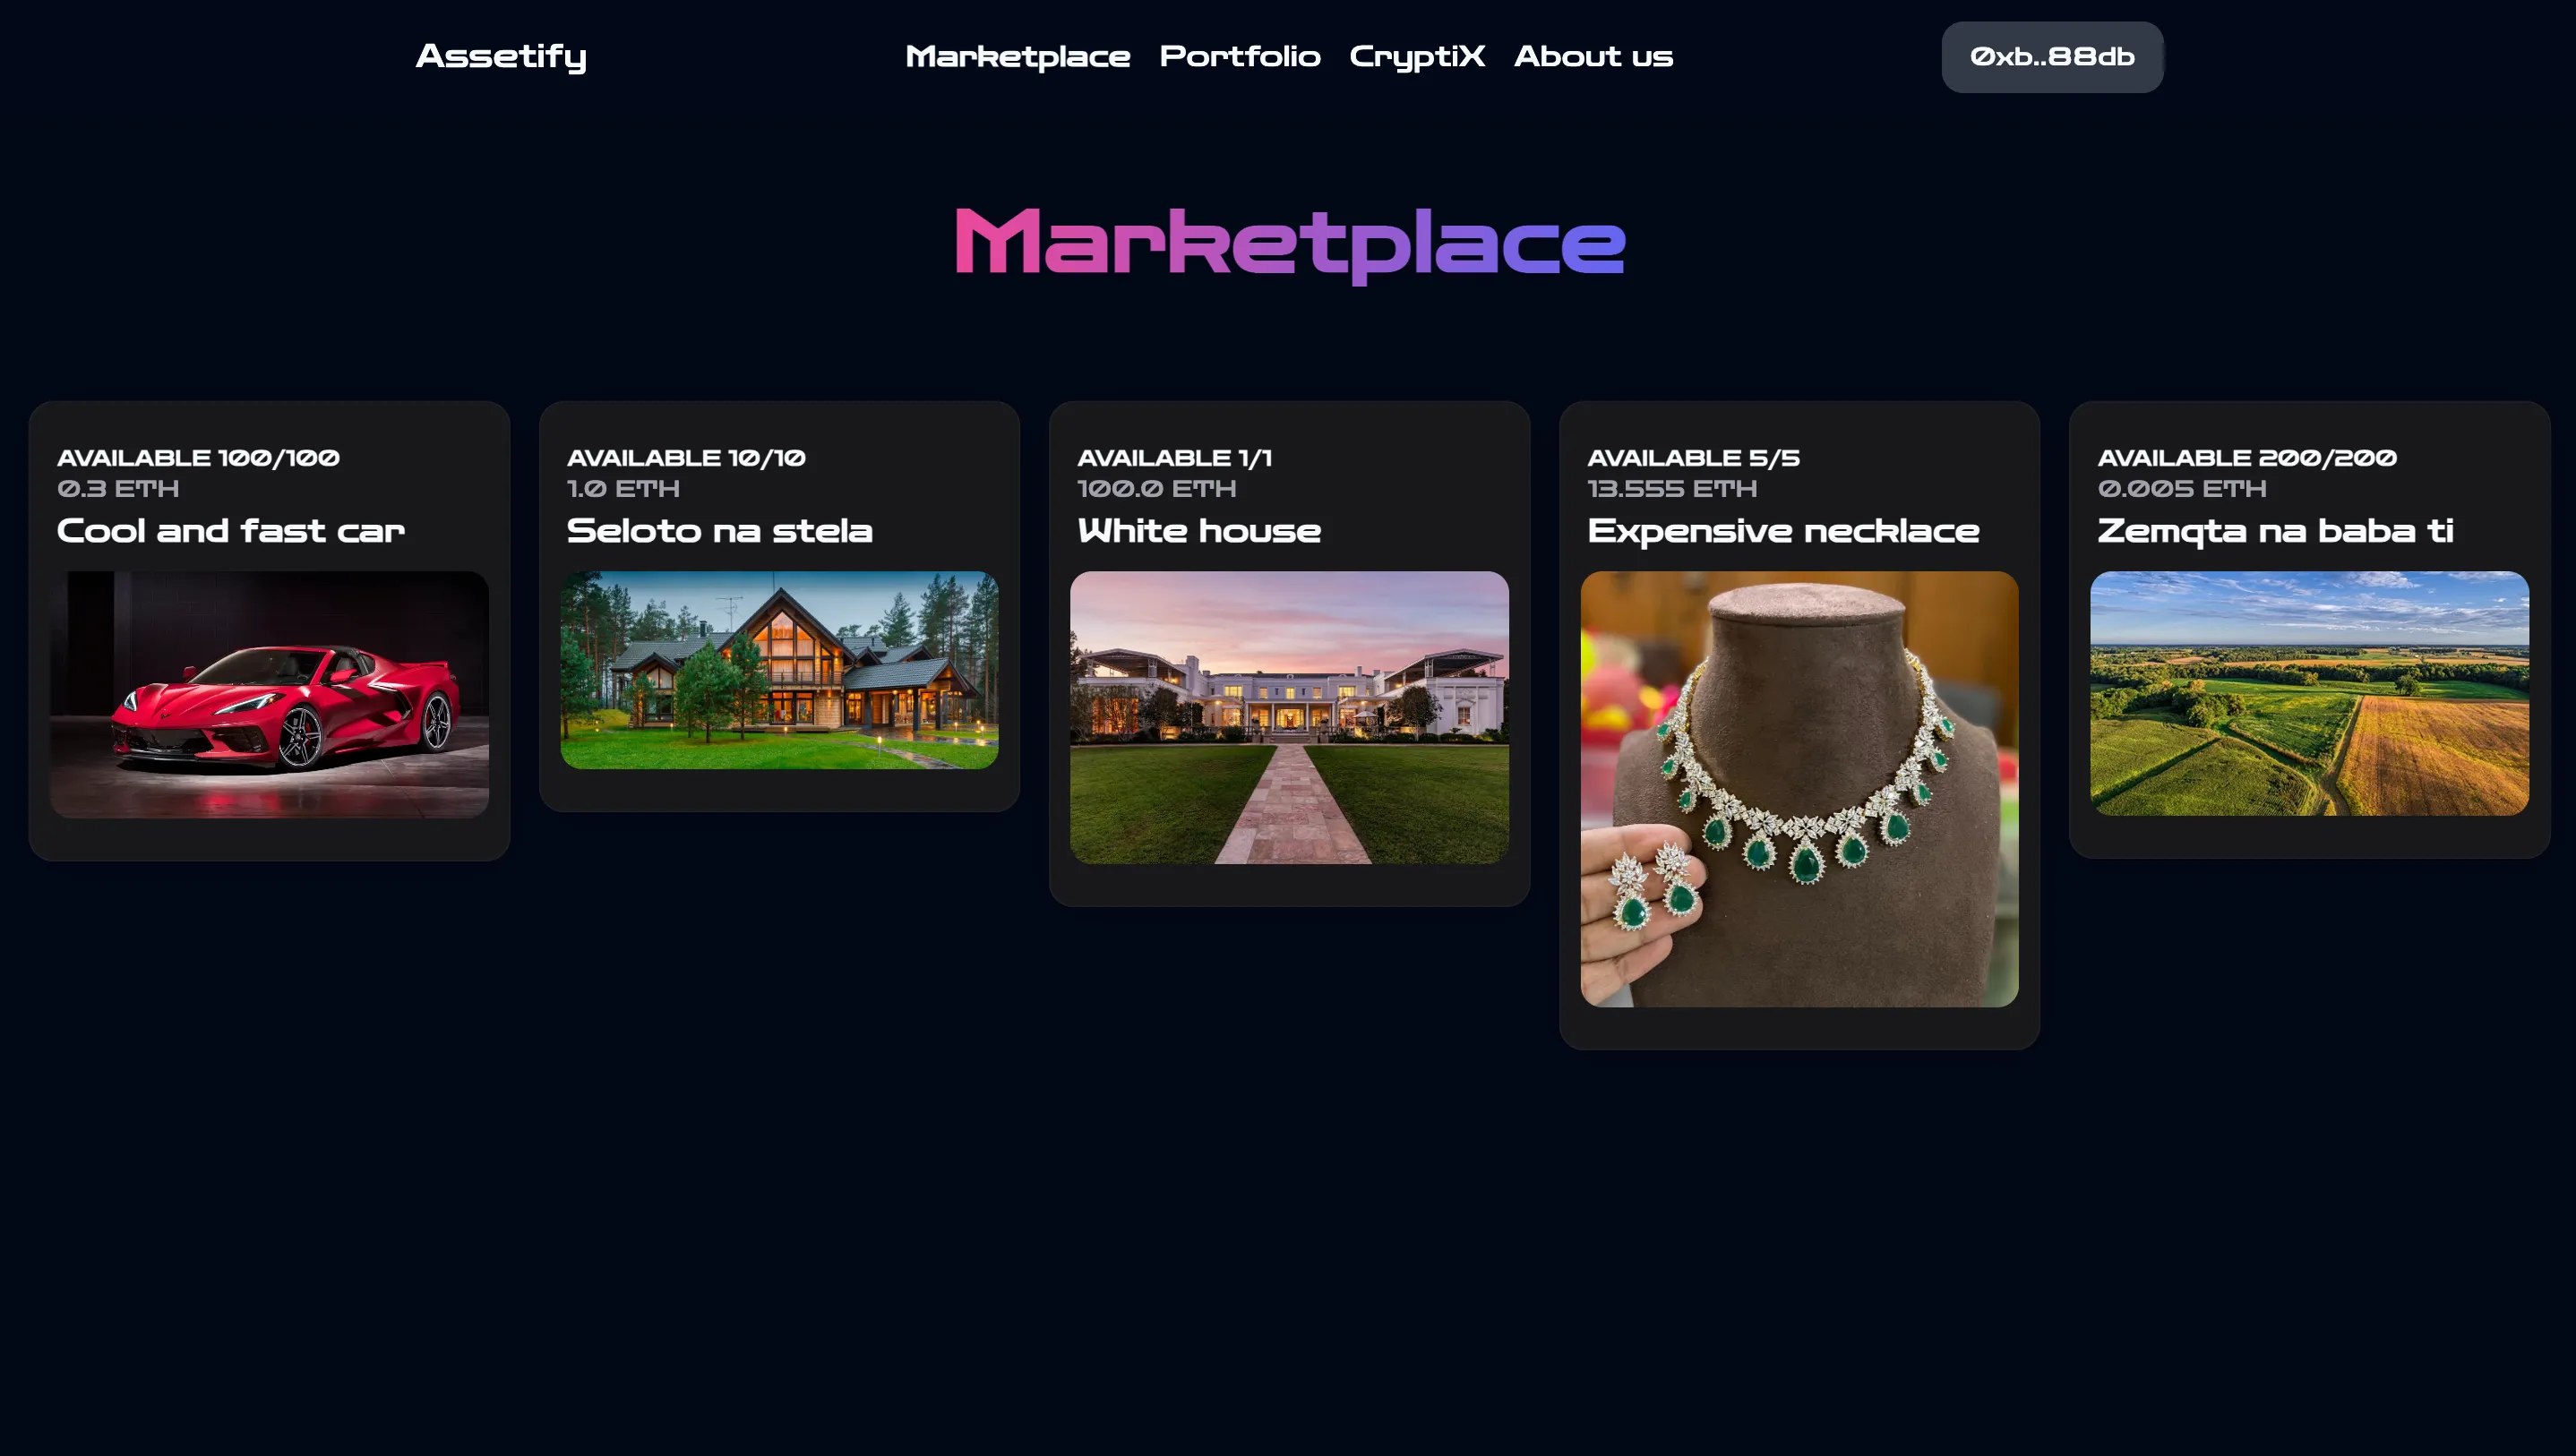 Assetify
Marketplace Portfolio CryptiX About us
0xb..88db
Marketplace
AVAILABLE 100/100
0.3 ETH
Cool and fast car
AVAILABLE 10/10
1.0 ETH
Seloto na stela
AVAILABLE 1/1
100.0 ETH
White house
AVAILABLE 5/5
13.555 ETH
Expensive necklace
AVAILABLE 200/200
0.005 ETH
Zemqta na baba ti